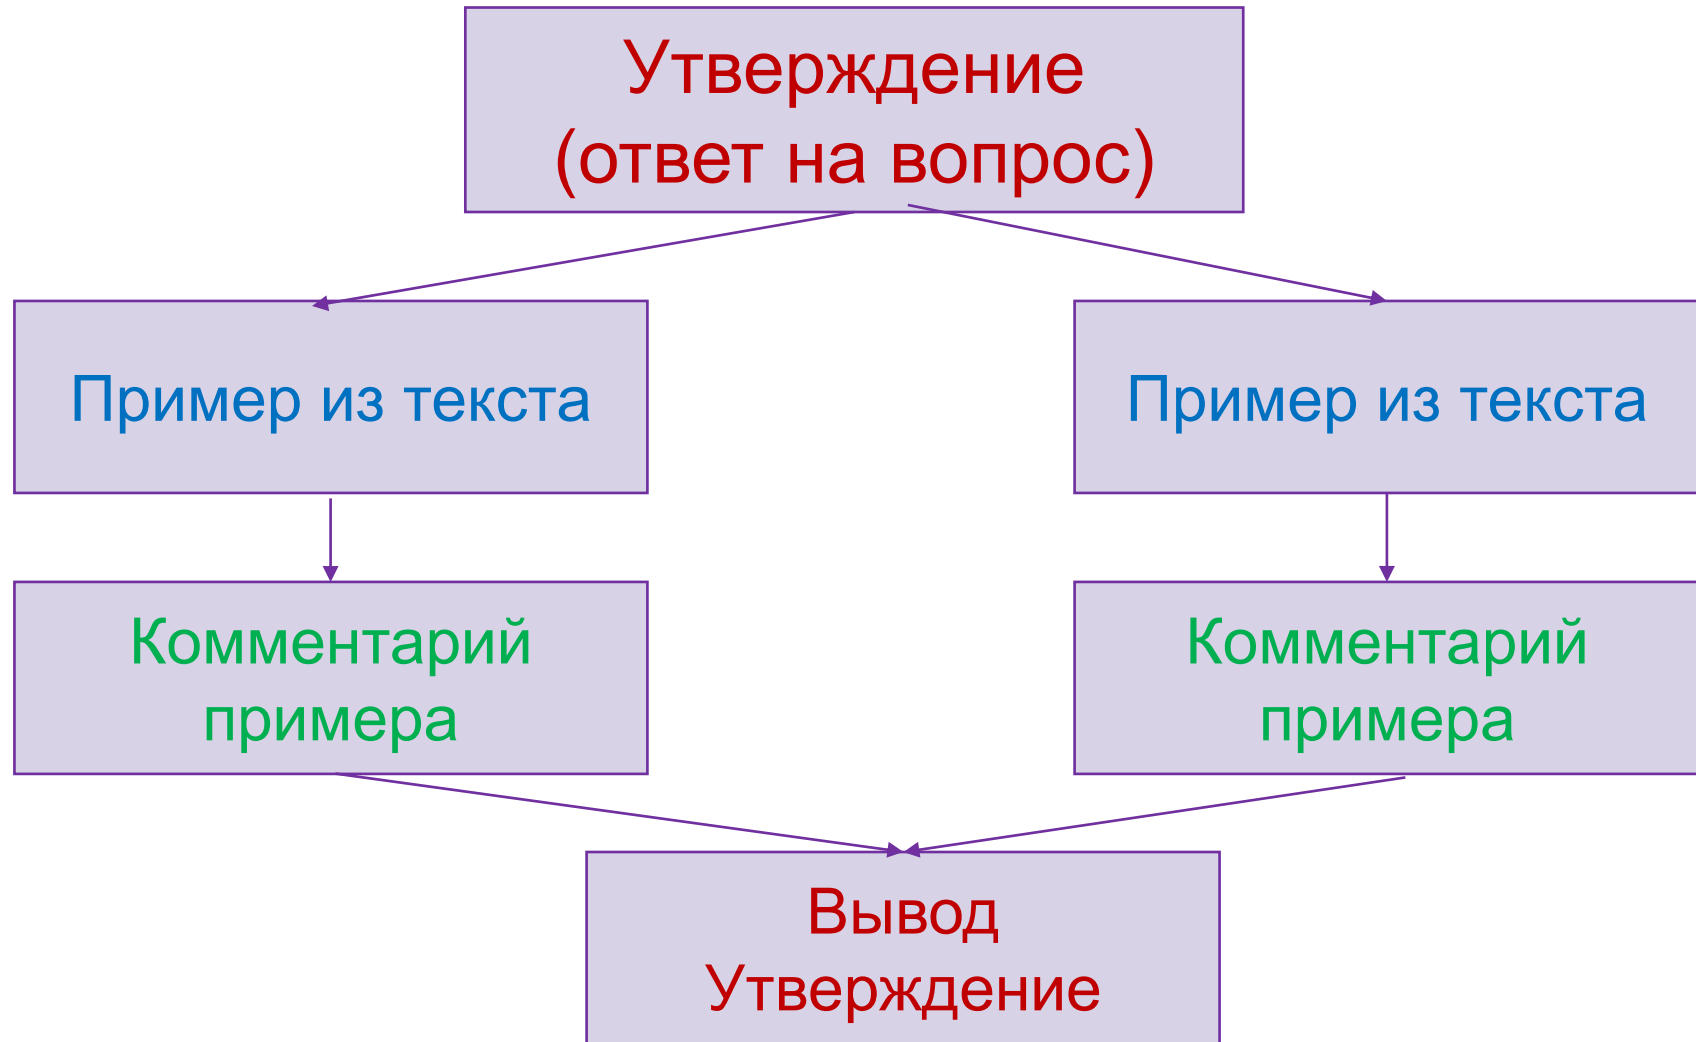 Утверждение
(ответ на вопрос)
Пример из текста
Пример из текста
Комментарий
примера
Комментарий
примера
Вывод
Утверждение